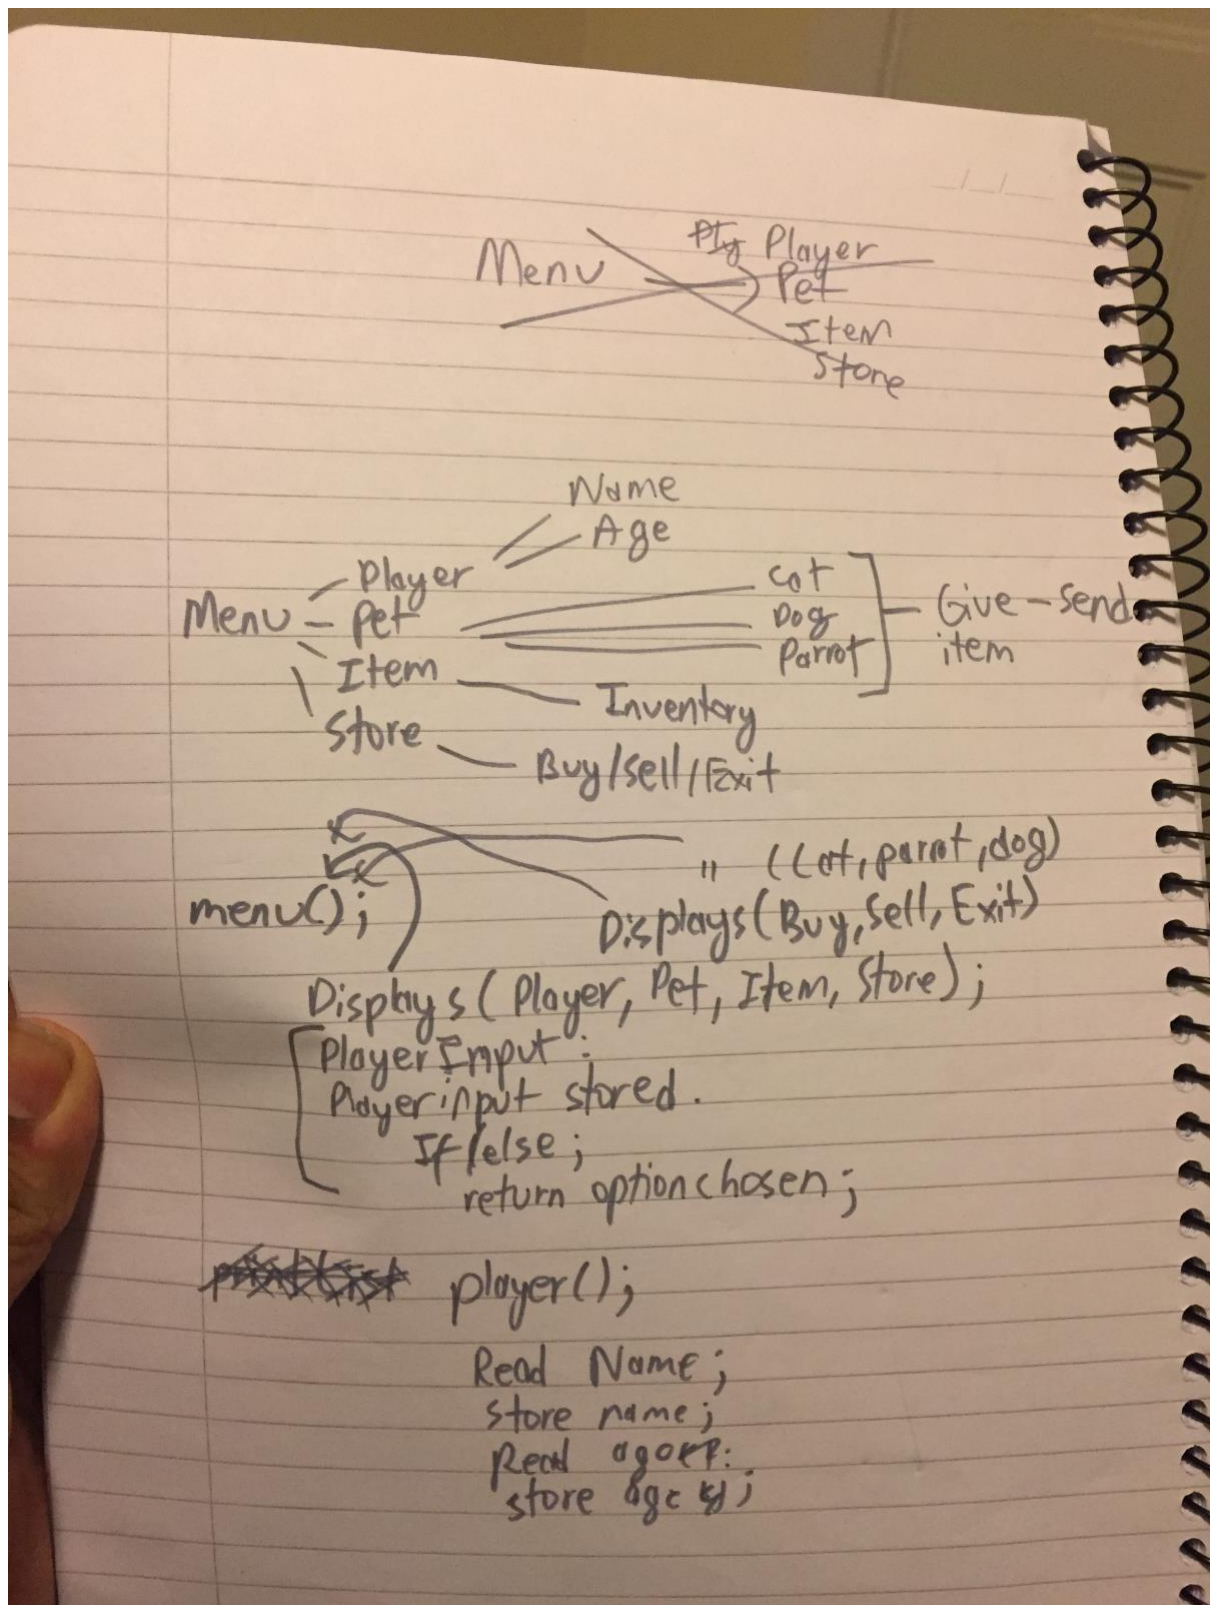 Menu Player
Pet
Item
Store
Name
Age
Player
Menu Pet
Item
Store
Cat
Dog
Parrot
Give - send
item
Inventory
Buy/Sell/Exit
" (Cat, parrot, dog)
menu();
Displays (Buy, Sell, Exit)
Displays (Player, Pet, Item, Store);
Player Input :
Player input stored.
If/else;
return option chosen;
player();
Read Name;
store name;
Read
store age ;